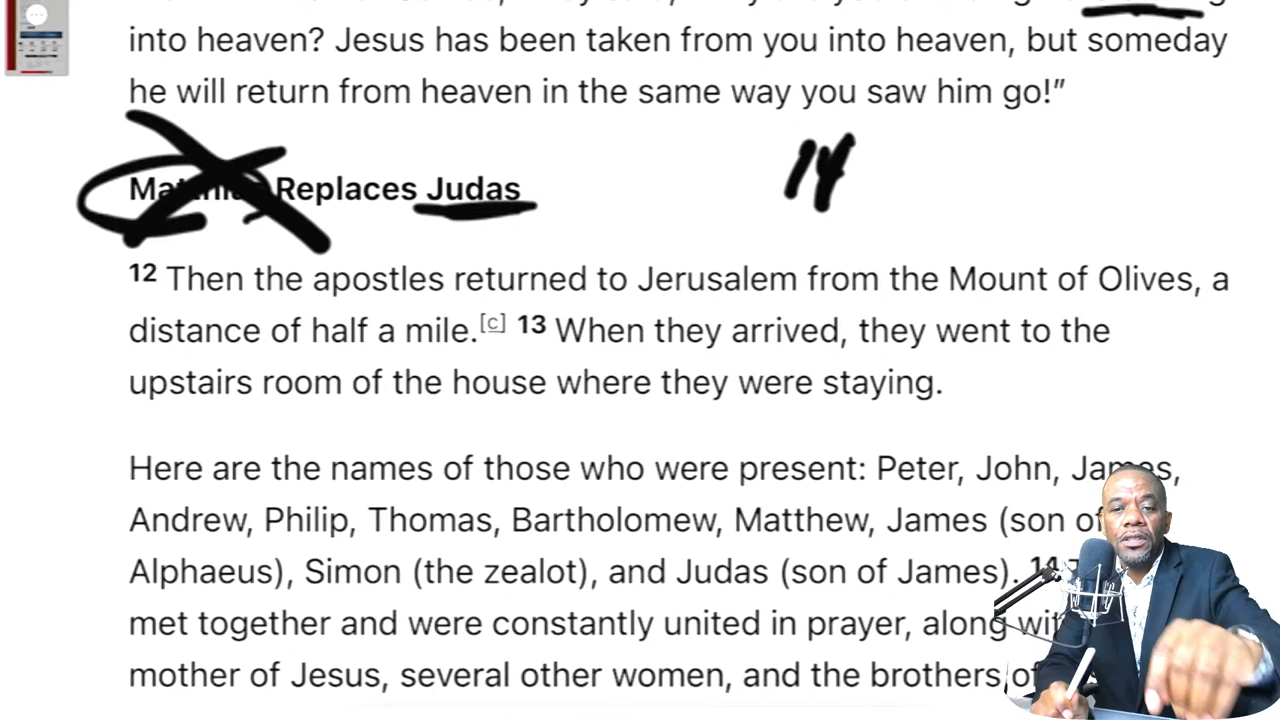 into heaven? Jesus has been taken from you into heaven, but someday
he will return from heaven in the same way you saw him go!”
14
Matthias Replaces Judas
12 Then the apostles returned to Jerusalem from the Mount of Olives, a
distance of half a mile.[c] 13 When they arrived, they went to the
upstairs room of the house where they were staying.
Here are the names of those who were present: Peter, John, James,
Andrew, Philip, Thomas, Bartholomew, Matthew, James (son of
Alphaeus), Simon (the zealot), and Judas (son of James). 14
met together and were constantly united in prayer, along
mother of Jesus, several other women, and the brothers of